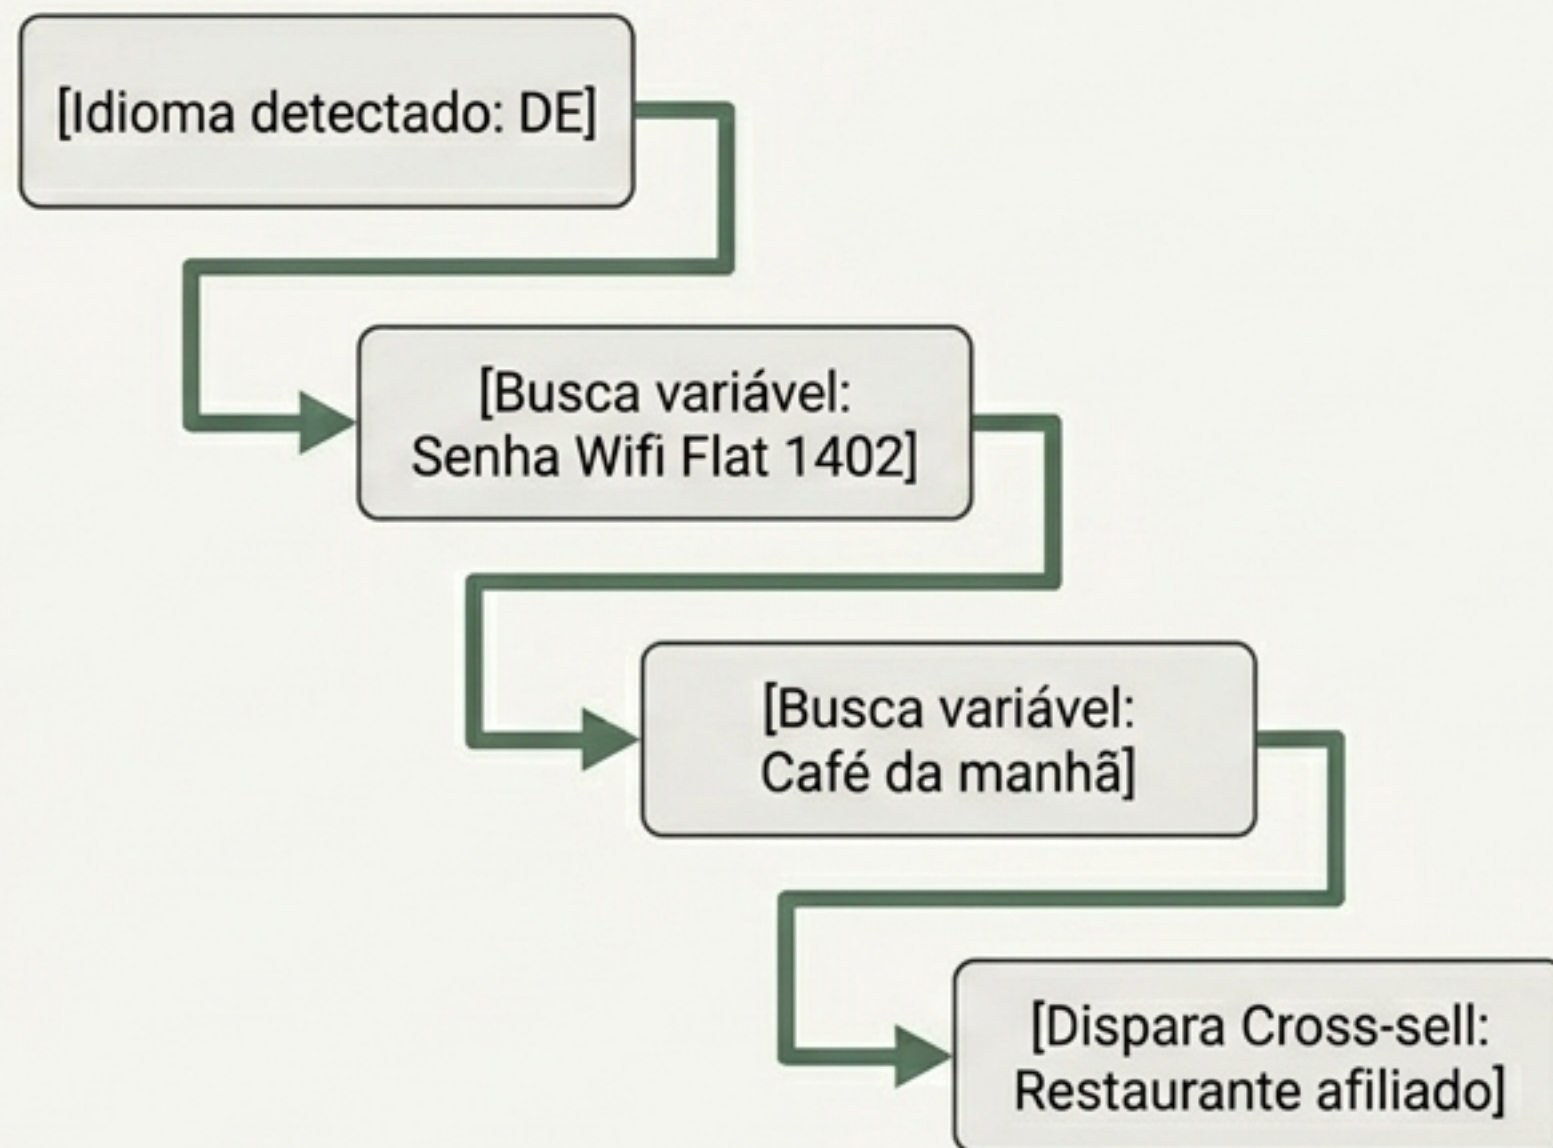 [Idioma detectado: DE]
[Busca variável:
Senha Wifi Flat 1402]
[Busca variável:
Café da manhã]
[Dispara Cross-sell:
Restaurante afiliado]